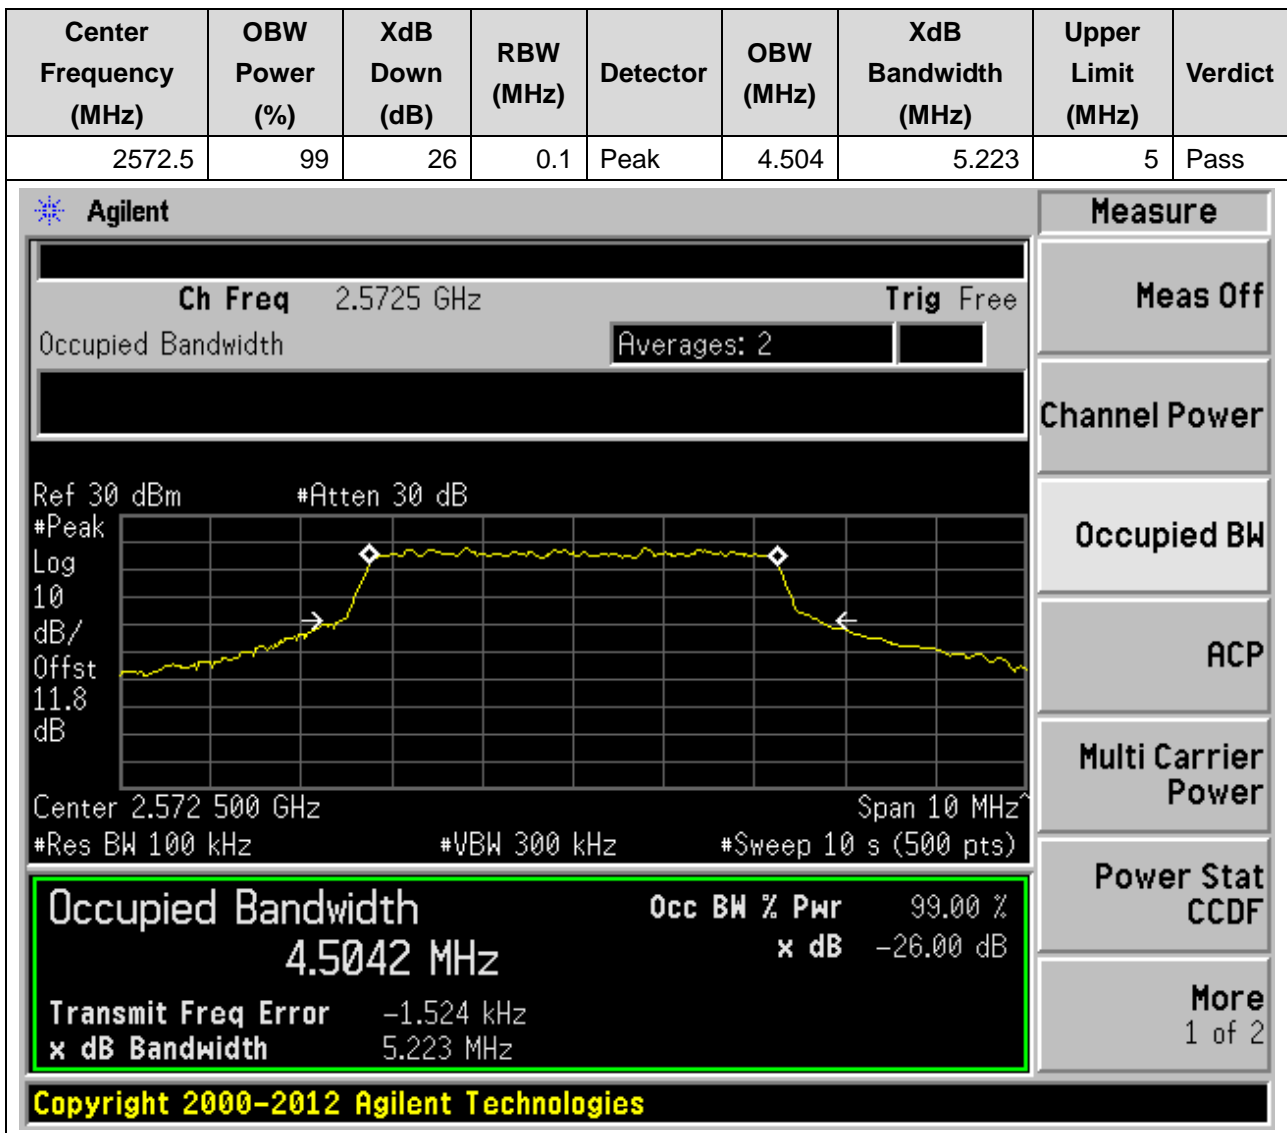 Center Frequency (MHz) OBW Power (%) XdB Down (dB) RBW (MHz) Detector OBW (MHz) XdB Bandwidth (MHz) Upper Limit (MHz) Verdict
2572.5 99 26 0.1 Peak 4.504 5.223 5 Pass
Agilent
Measure
Ch Freq 2.5725 GHz Trig Free
Meas Off
Occupied Bandwidth Averages: 2
Channel Power
Ref 30 dBm #Atten 30 dB
#Peak
Log
10
dB/
Offst
11.8
dB
Occupied BW
ACP
Multi Carrier
Power
Center 2.572 500 GHz Span 10 MHz^
#Res BW 100 kHz #VBW 300 kHz #Sweep 10 s (500 pts)
Power Stat
CCDF
Occupied Bandwidth Occ BW % Pwr 99.00 %
4.5042 MHz x dB -26.00 dB
Transmit Freq Error -1.524 kHz
x dB Bandwidth 5.223 MHz
More
1 of 2
Copyright 2000-2012 Agilent Technologies